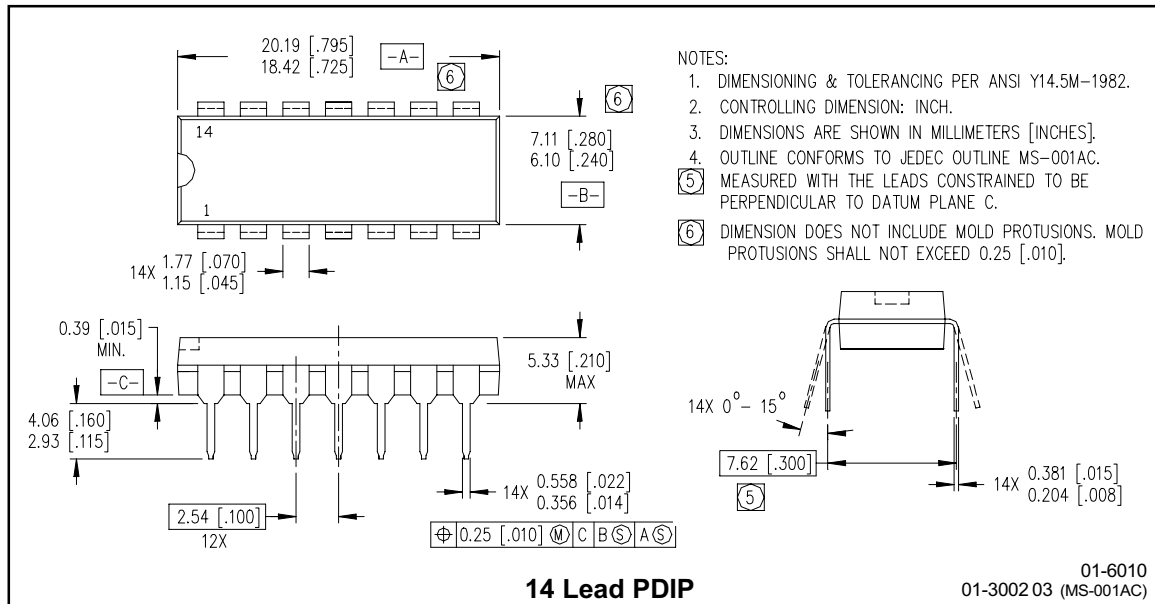 20.19 [.795]
18.42 [.725]
-A-
6
6
14
1
7.11 [.280]
6.10 [.240]
-B-
14X 1.77 [.070]
1.15 [.045]
NOTES:
1. DIMENSIONING & TOLERANCING PER ANSI Y14.5M-1982.
2. CONTROLLING DIMENSION: INCH.
3. DIMENSIONS ARE SHOWN IN MILLIMETERS [INCHES].
4. OUTLINE CONFORMS TO JEDEC OUTLINE MS-001AC.
5 MEASURED WITH THE LEADS CONSTRAINED TO BE
PERPENDICULAR TO DATUM PLANE C.
6 DIMENSION DOES NOT INCLUDE MOLD PROTUSIONS. MOLD
PROTUSIONS SHALL NOT EXCEED 0.25 [.010].
0.39 [.015]
MIN.
-C-
4.06 [.160]
2.93 [.115]
5.33 [.210]
MAX
14X 0.558 [.022]
0.356 [.014]
2.54 [.100]
12X
⌖ 0.25 [.010] Ⓜ C B Ⓢ A Ⓢ
14X 0°- 15°
7.62 [.300]
5
14X 0.381 [.015]
0.204 [.008]
14 Lead PDIP
01-6010
01-3002 03 (MS-001AC)